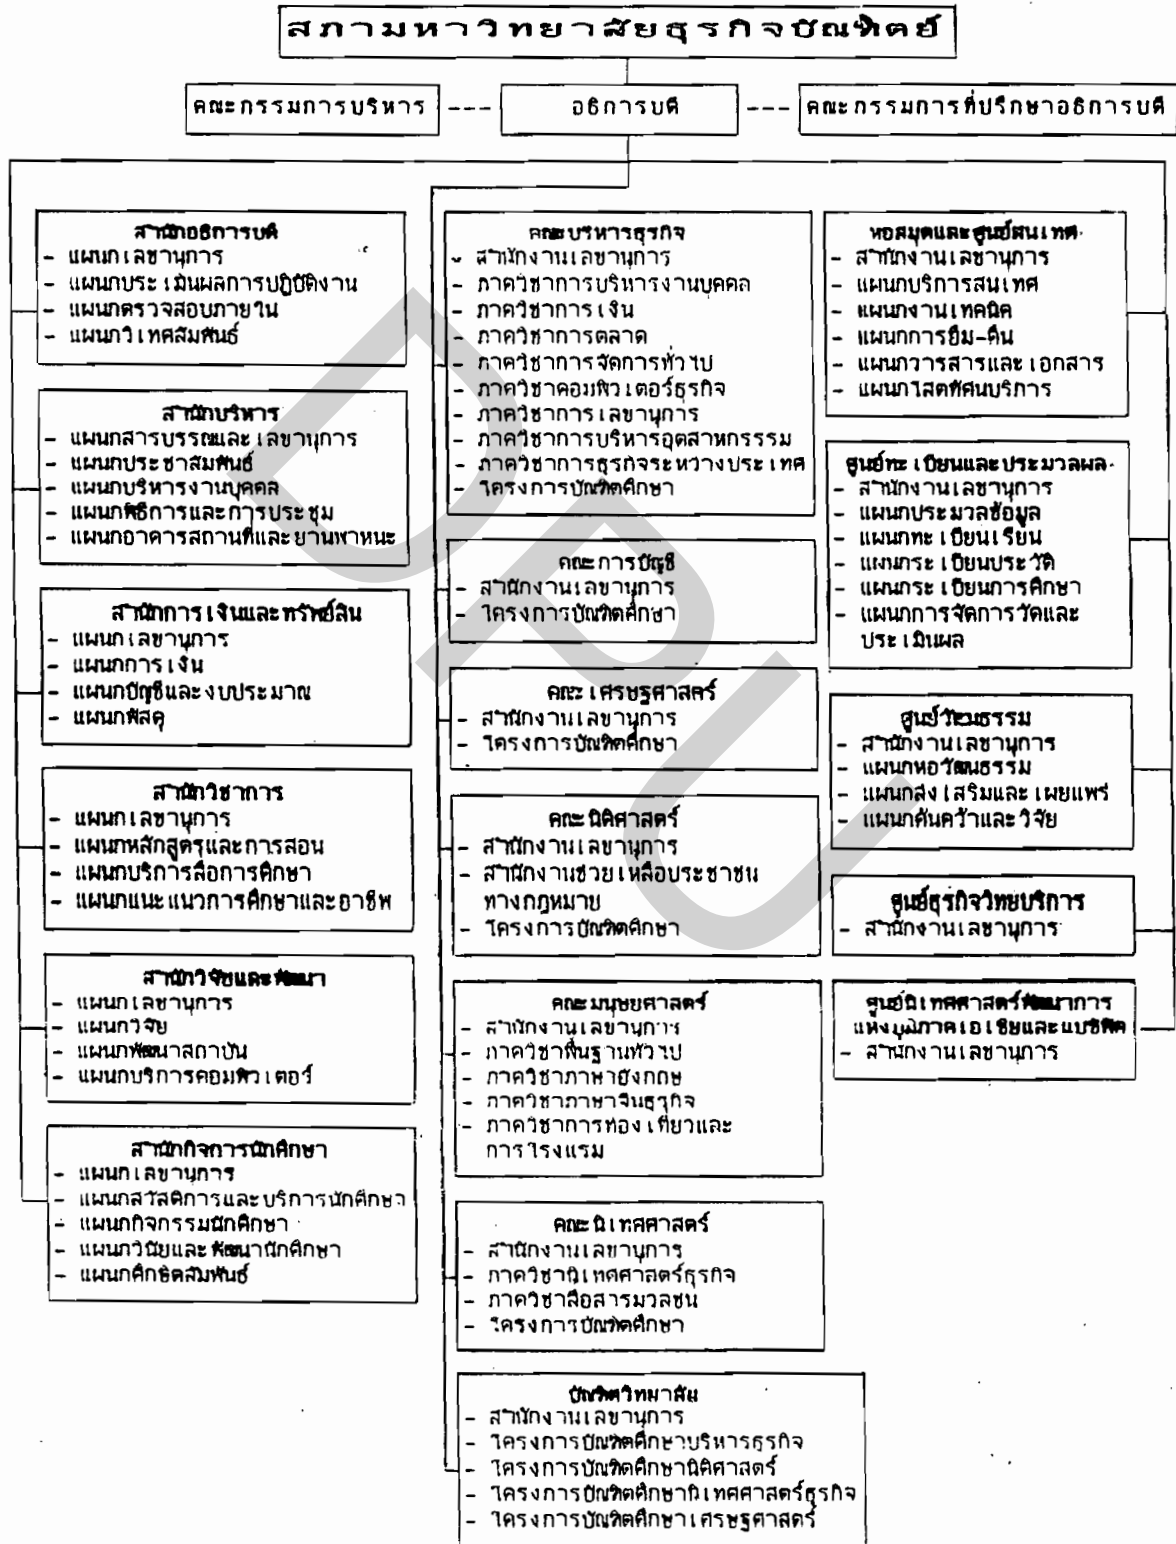 สภามหาวิทยาลัยธุรกิจบัณฑิตย์
คณะกรรมการบริหาร --- อธิการบดี --- คณะกรรมการที่ปรึกษาอธิการบดี
สำนักอธิการบดี
- แผนกเลขานุการ
- แผนกประเมินผลการปฏิบัติงาน
- แผนกตรวจสอบภายใน
- แผนกวิเทศสัมพันธ์
สำนักบริหาร
- แผนกสารบรรณและเลขานุการ
- แผนกประชาสัมพันธ์
- แผนกบริหารงานบุคคล
- แผนกพิธีการและการประชุม
- แผนกอาคารสถานที่และยานพาหนะ
สำนักการเงินและทรัพย์สิน
- แผนกเลขานุการ
- แผนกการเงิน
- แผนกบัญชีและงบประมาณ
- แผนกพัสดุ
สำนักวิชาการ
- แผนกเลขานุการ
- แผนกหลักสูตรและการสอน
- แผนกบริการสื่อการศึกษา
- แผนกแนะแนวการศึกษาและอาชีพ
สำนักวิจัยและพัฒนา
- แผนกเลขานุการ
- แผนกวิจัย
- แผนกพัฒนาสถาบัน
- แผนกบริการคอมพิวเตอร์
สำนักกิจการนักศึกษา
- แผนกเลขานุการ
- แผนกสวัสดิการและบริการนักศึกษา
- แผนกกิจกรรมนักศึกษา
- แผนกวินัยและพัฒนานักศึกษา
- แผนกศึกษิตสัมพันธ์
คณะบริหารธุรกิจ
- สำนักงานเลขานุการ
- ภาควิชาการบริหารงานบุคคล
- ภาควิชาการเงิน
- ภาควิชาการตลาด
- ภาควิชาการจัดการทั่วไป
- ภาควิชาคอมพิวเตอร์ธุรกิจ
- ภาควิชาการเลขานุการ
- ภาควิชาการบริหารอุตสาหกรรม
- ภาควิชาการธุรกิจระหว่างประเทศ
- โครงการบัณฑิตศึกษา
คณะการบัญชี
- สำนักงานเลขานุการ
- โครงการบัณฑิตศึกษา
คณะเศรษฐศาสตร์
- สำนักงานเลขานุการ
- โครงการบัณฑิตศึกษา
คณะนิติศาสตร์
- สำนักงานเลขานุการ
- สำนักงานช่วยเหลือประชาชน
ทางกฎหมาย
- โครงการบัณฑิตศึกษา
คณะมนุษยศาสตร์
- สำนักงานเลขานุการ
- ภาควิชาพื้นฐานทั่วไป
- ภาควิชาภาษาอังกฤษ
- ภาควิชาภาษาจีนธุรกิจ
- ภาควิชาการท่องเที่ยวและ
การโรงแรม
คณะนิเทศศาสตร์
- สำนักงานเลขานุการ
- ภาควิชานิเทศศาสตร์ธุรกิจ
- ภาควิชาสื่อสารมวลชน
- โครงการบัณฑิตศึกษา
บัณฑิตวิทยาลัย
- สำนักงานเลขานุการ
- โครงการบัณฑิตศึกษาบริหารธุรกิจ
- โครงการบัณฑิตศึกษานิติศาสตร์
- โครงการบัณฑิตศึกษานิเทศศาสตร์ธุรกิจ
- โครงการบัณฑิตศึกษาเศรษฐศาสตร์
หอสมุดและศูนย์สนเทศ
- สำนักงานเลขานุการ
- แผนกบริการสนเทศ
- แผนกงานเทคนิค
- แผนกการยืม-คืน
- แผนกวารสารและเอกสาร
- แผนกโสตทัศนบริการ
ศูนย์ทะเบียนและประมวลผล
- สำนักงานเลขานุการ
- แผนกประมวลข้อมูล
- แผนกทะเบียนเรียน
- แผนกระเบียนประวัติ
- แผนกระเบียนการศึกษา
- แผนกการจัดการวัดและ
ประเมินผล
ศูนย์วัฒนธรรม
- สำนักงานเลขานุการ
- แผนกหอวัฒนธรรม
- แผนกส่งเสริมและเผยแพร่
- แผนกค้นคว้าและวิจัย
ศูนย์ธุรกิจวิทยบริการ
- สำนักงานเลขานุการ
ศูนย์นิเทศศาสตร์พัฒนาการ
แห่งภูมิภาคเอเชียและแปซิฟิค
- สำนักงานเลขานุการ
DPU